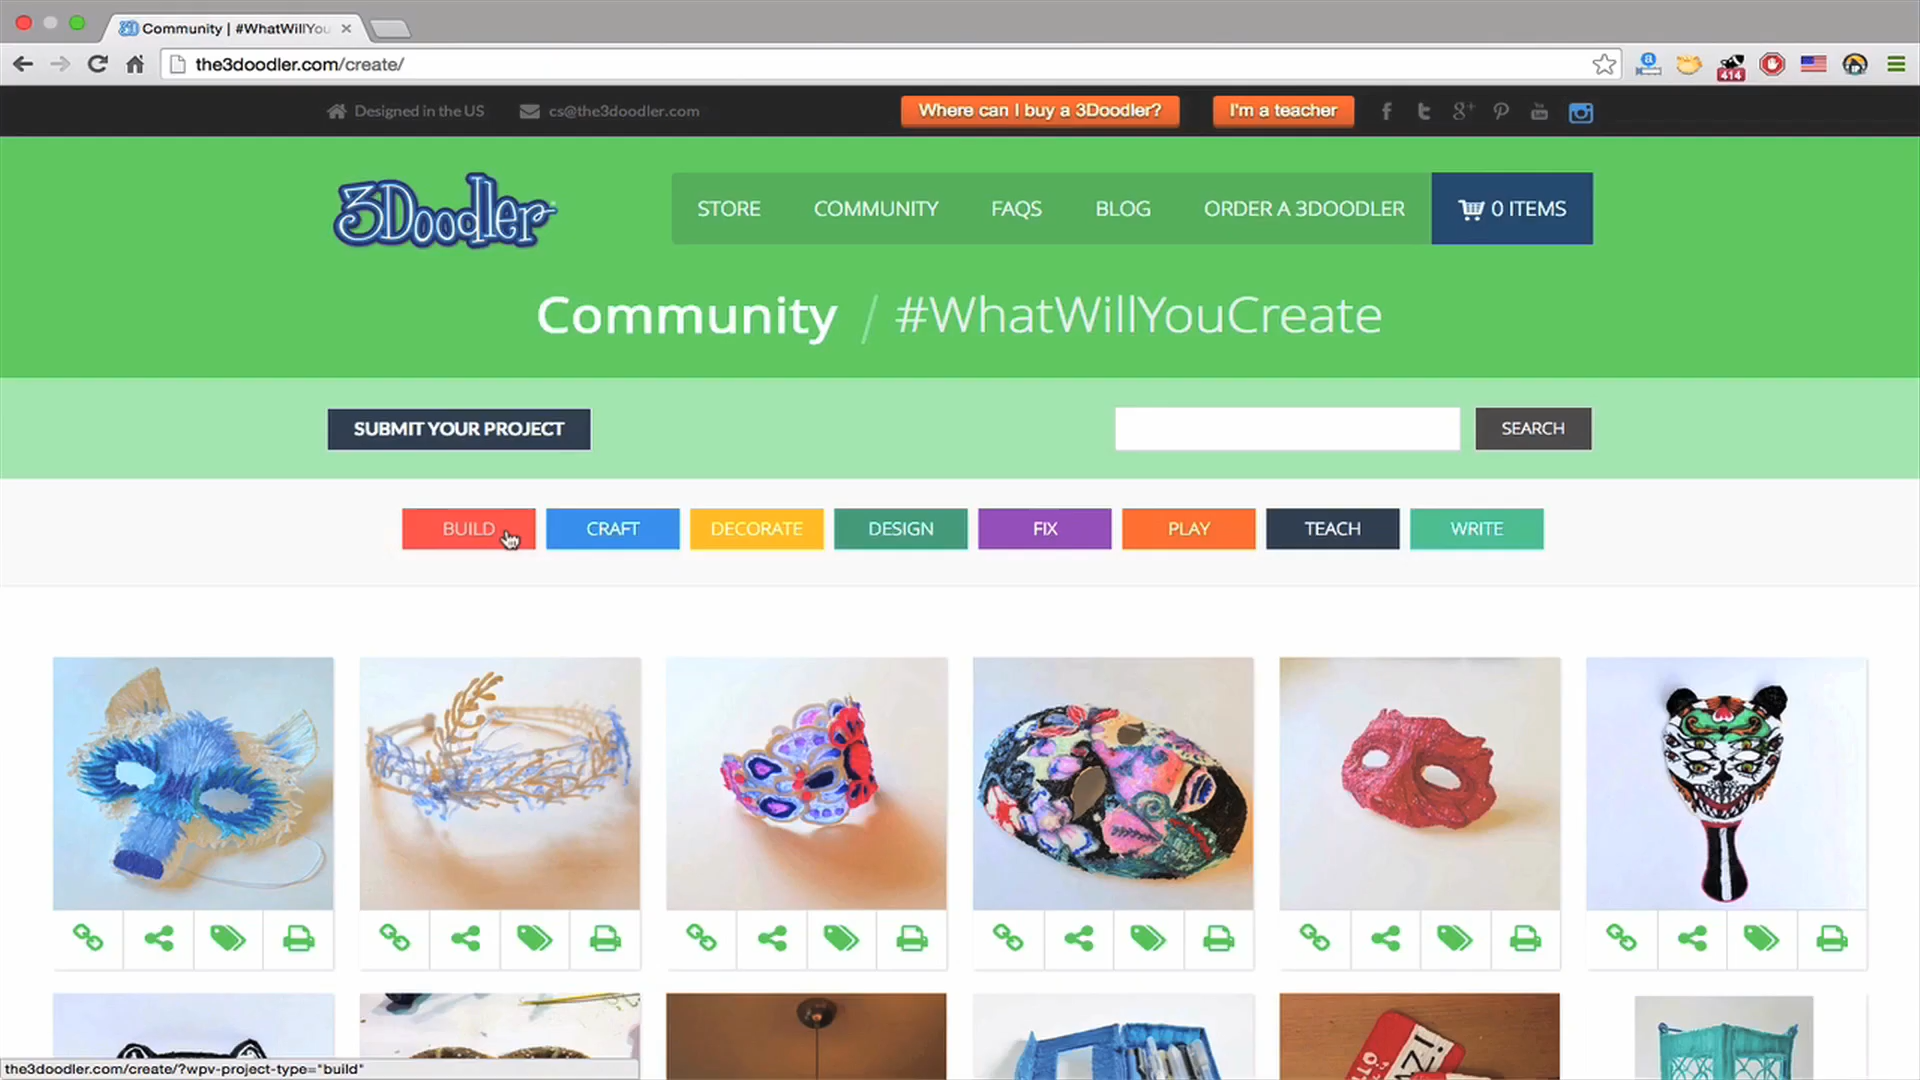 Community | #WhatWillYou
the3doodler.com/create/
414
Designed in the US
cs@the3doodler.com
Where can I buy a 3Doodler?
I'm a teacher
3Doodler
STORE
COMMUNITY
FAQS
BLOG
ORDER A 3DOODLER
0 ITEMS
Community / #WhatWillYouCreate
SUBMIT YOUR PROJECT
SEARCH
BUILD
CRAFT
DECORATE
DESIGN
FIX
PLAY
TEACH
WRITE
the3doodler.com/create/?wpv-project-type="build"